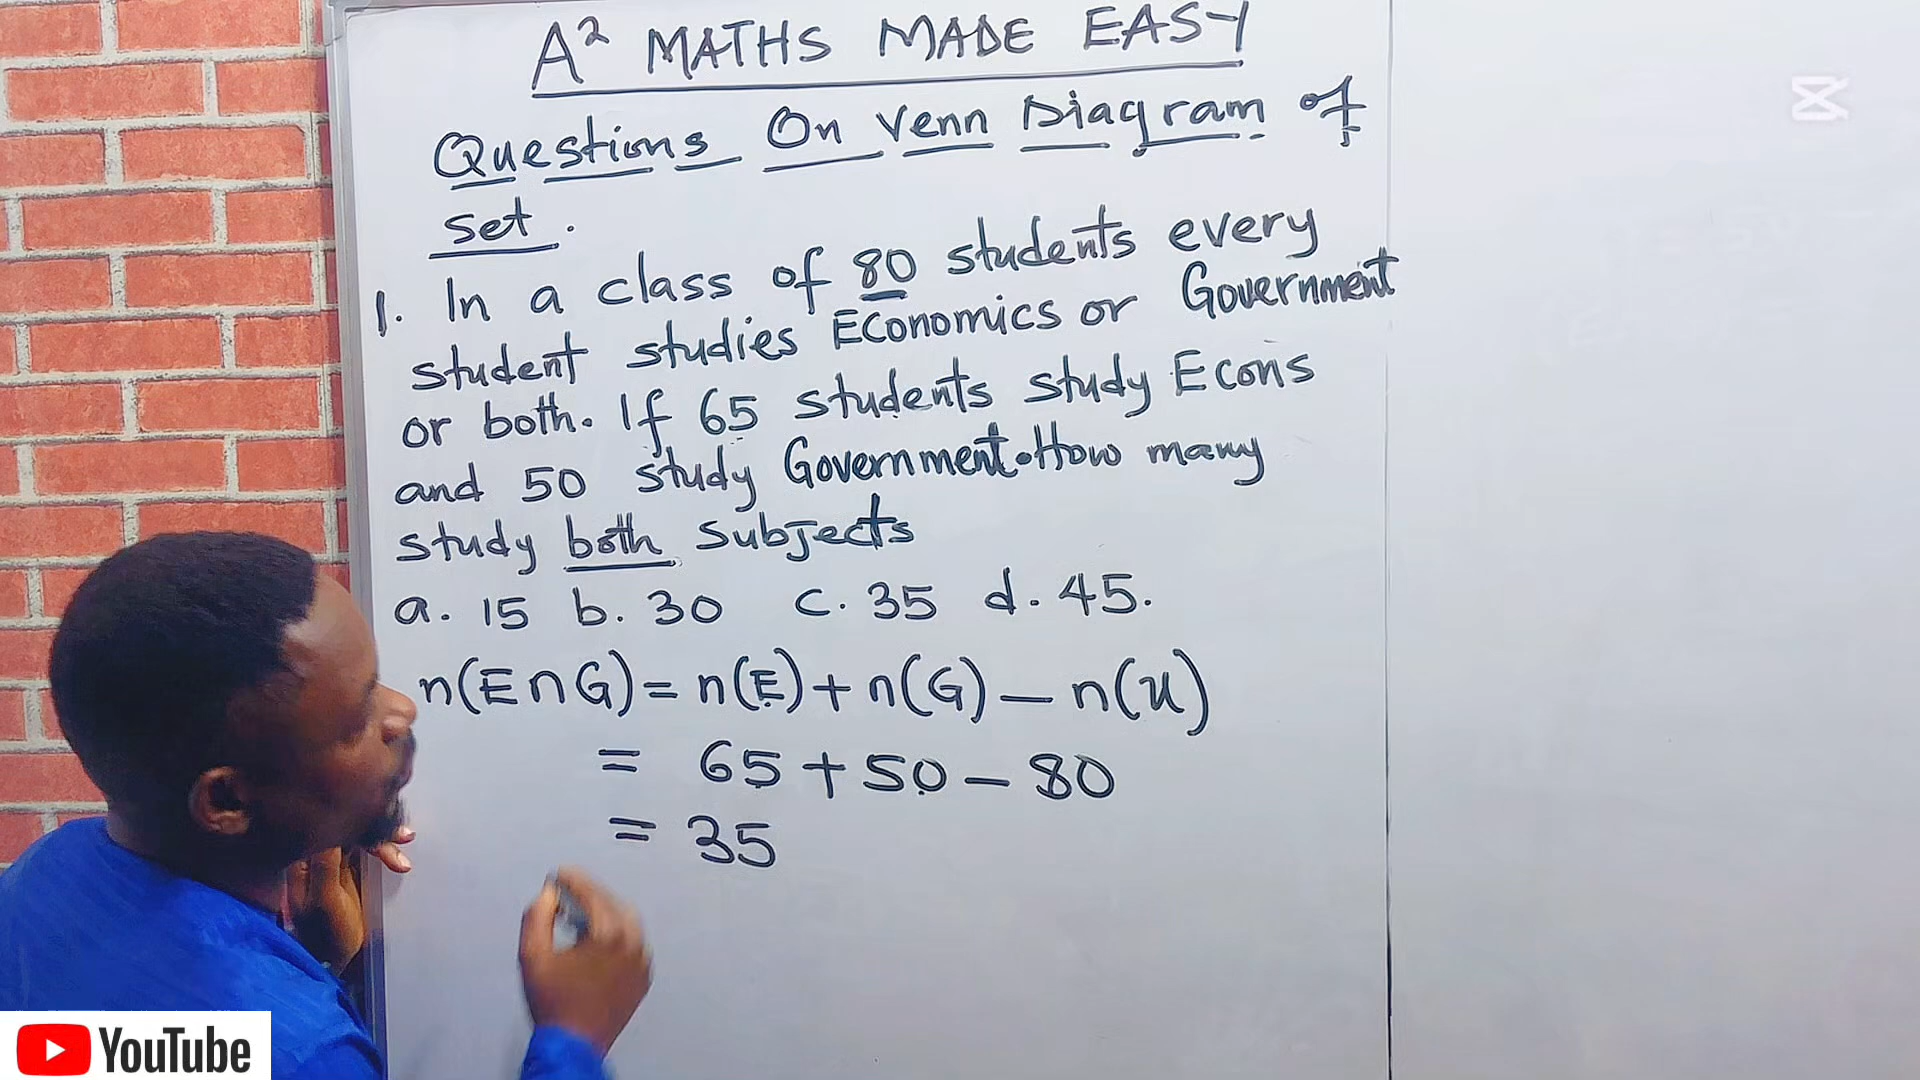 A² MATHS MADE EASY
Questions On Venn Diagram of
set.
1. In a class of 80 students every
student studies Economics or Government
or both. If 65 students study Econs
and 50 study Government. How many
study both subjects
a. 15 b. 30 c. 35 d. 45.
n(E∩G) = n(E) + n(G) – n(U)
= 65 + 50 – 80
= 35
YouTube